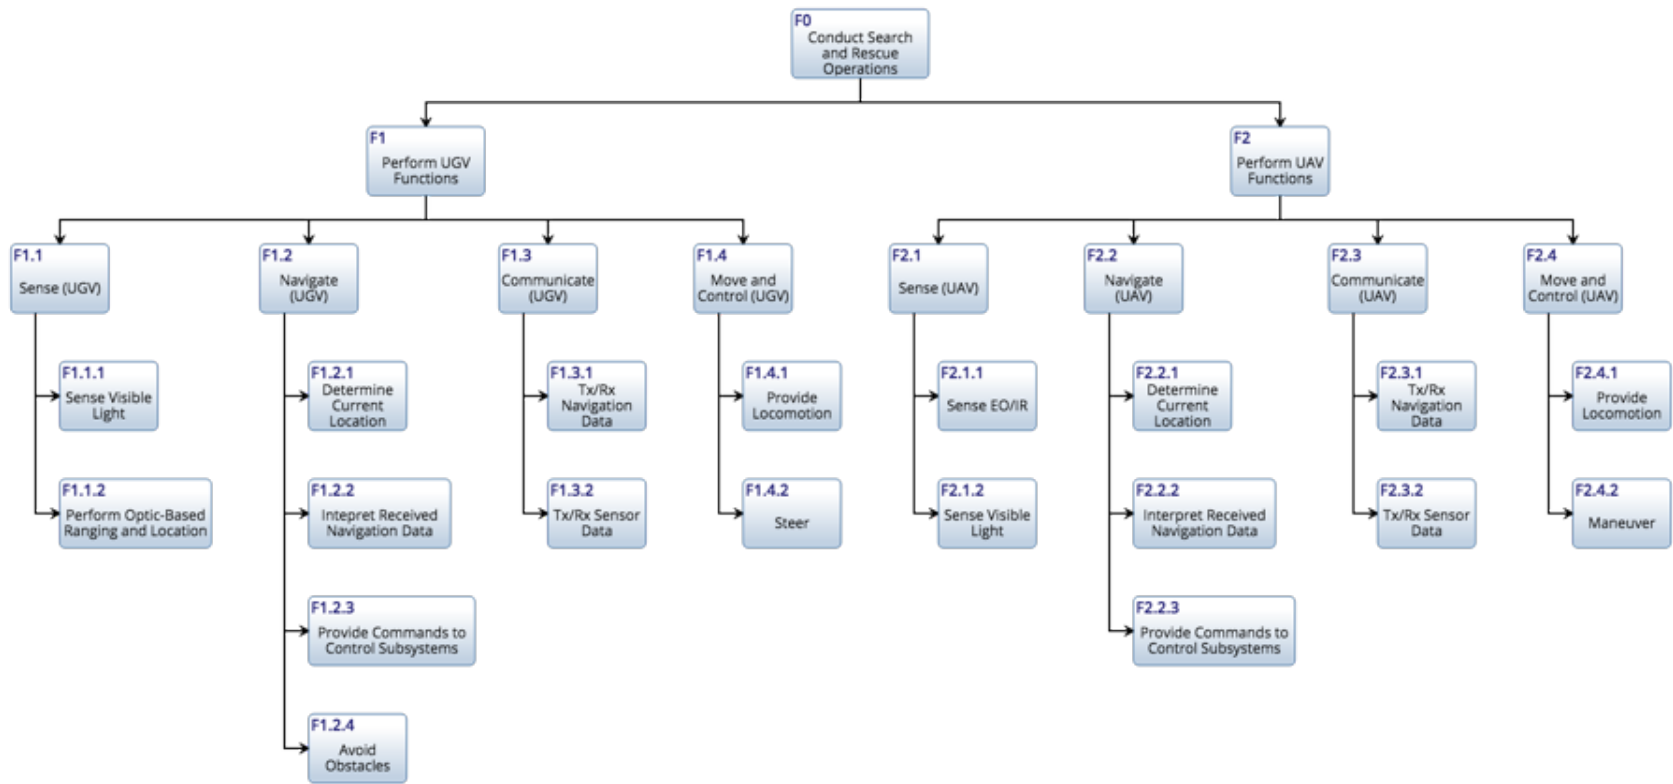 F0
Conduct Search
and Rescue
Operations
F1
Perform UGV
Functions
F2
Perform UAV
Functions
F1.1
Sense (UGV)
F1.2
Navigate
(UGV)
F1.3
Communicate
(UGV)
F1.4
Move and
Control (UGV)
F2.1
Sense (UAV)
F2.2
Navigate
(UAV)
F2.3
Communicate
(UAV)
F2.4
Move and
Control (UAV)
F1.1.1
Sense Visible
Light
F1.2.1
Determine
Current
Location
F1.3.1
Tx/Rx
Navigation
Data
F1.4.1
Provide
Locomotion
F2.1.1
Sense EO/IR
F2.2.1
Determine
Current
Location
F2.3.1
Tx/Rx
Navigation
Data
F2.4.1
Provide
Locomotion
F1.1.2
Perform Optic-Based
Ranging and Location
F1.2.2
Intepret Received
Navigation Data
F1.3.2
Tx/Rx Sensor
Data
F1.4.2
Steer
F2.1.2
Sense Visible
Light
F2.2.2
Interpret Received
Navigation Data
F2.3.2
Tx/Rx Sensor
Data
F2.4.2
Maneuver
F1.2.3
Provide Commands to
Control Subsystems
F2.2.3
Provide Commands to
Control Subsystems
F1.2.4
Avoid
Obstacles